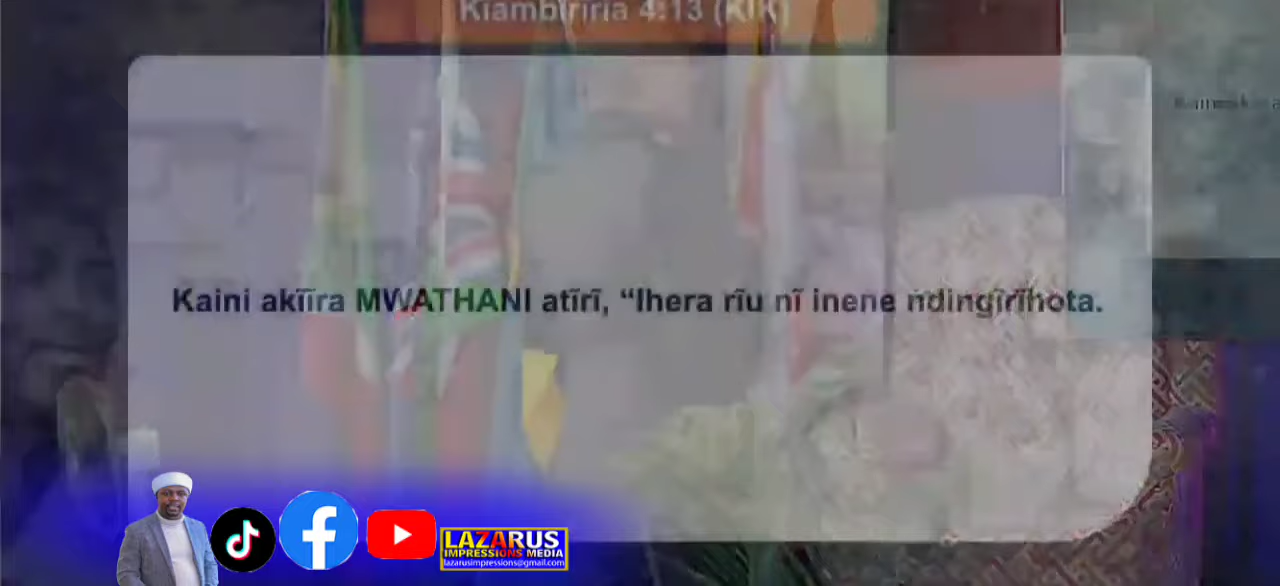 Kiambĩrĩria 4:13 (KIK)
Kaini akĩĩra MWATHANI atĩrĩ, “Ihera rĩu nĩ inene ndingĩrĩhota.
LAZARUS
IMPRESSIONS MEDIA
lazarusimpressions@gmail.com